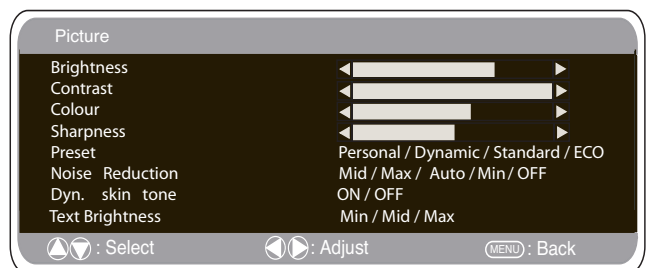 Picture
Brightness
Contrast
Colour
Sharpness
Preset Personal / Dynamic / Standard / ECO
Noise Reduction Mid / Max / Auto / Min / OFF
Dyn. skin tone ON / OFF
Text Brightness Min / Mid / Max
: Select : Adjust MENU : Back